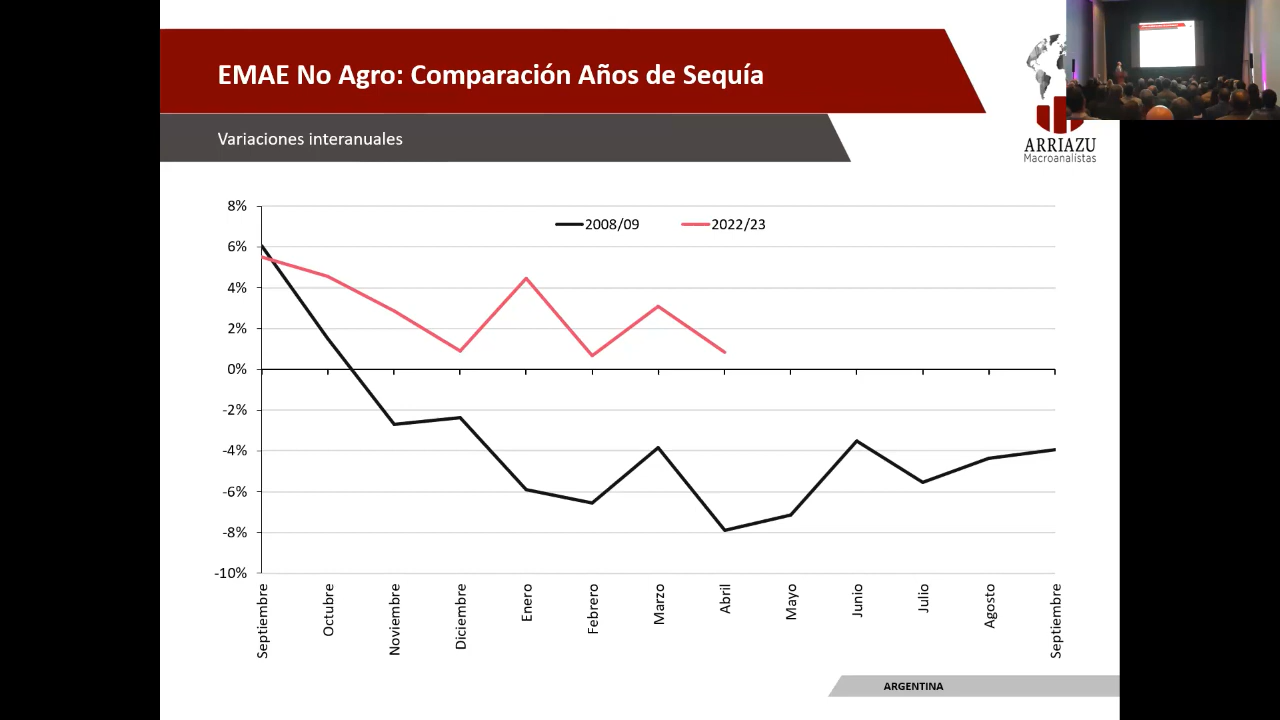 EMAE No Agro: Comparación Años de Sequía
Variaciones interanuales
ARRIAZU
Macroanalistas
2008/09
2022/23
8%
6%
4%
2%
0%
-2%
-4%
-6%
-8%
-10%
Septiembre
Octubre
Noviembre
Diciembre
Enero
Febrero
Marzo
Abril
Mayo
Junio
Julio
Agosto
Septiembre
ARGENTINA